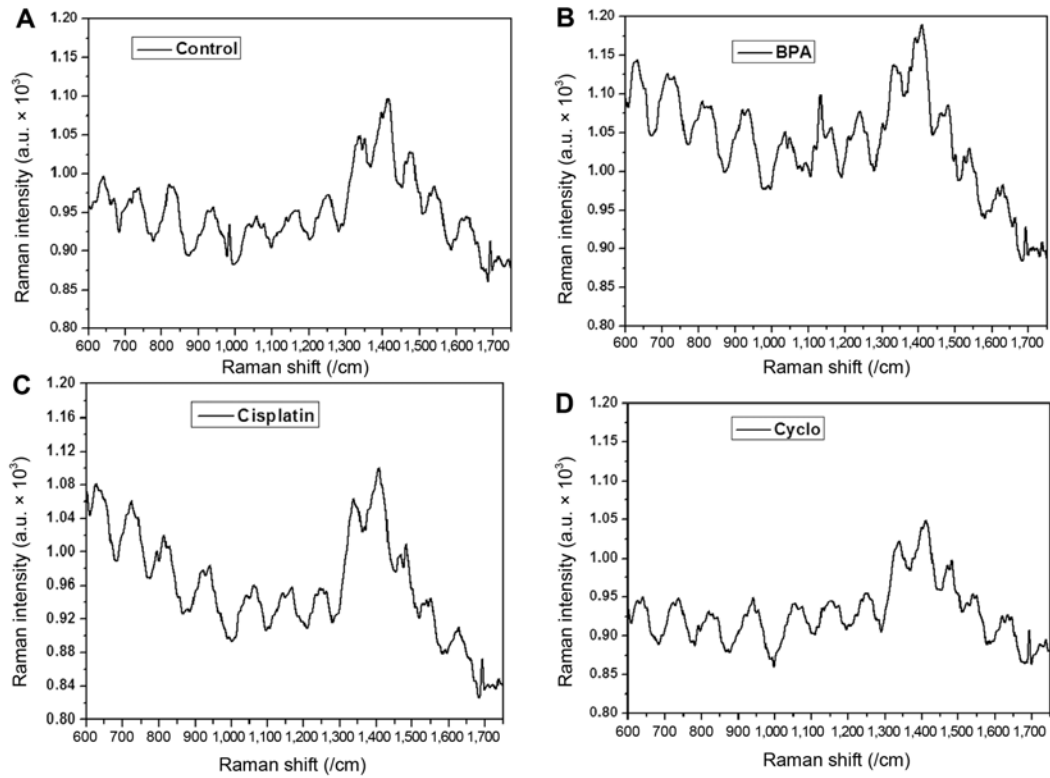 A
Control
Raman intensity (a.u. × 10³)
1.20
1.15
1.10
1.05
1.00
0.95
0.90
0.85
0.80
600 700 800 900 1,000 1,100 1,200 1,300 1,400 1,500 1,600 1,700
Raman shift (/cm)
B
BPA
Raman intensity (a.u. × 10³)
1.20
1.15
1.10
1.05
1.00
0.95
0.90
0.85
0.80
600 700 800 900 1,000 1,100 1,200 1,300 1,400 1,500 1,600 1,700
Raman shift (/cm)
C
Cisplatin
Raman intensity (a.u. × 10³)
1.20
1.16
1.12
1.08
1.04
1.00
0.96
0.92
0.88
0.84
0.80
600 700 800 900 1,000 1,100 1,200 1,300 1,400 1,500 1,600 1,700
Raman shift (/cm)
D
Cyclo
Raman intensity (a.u. × 10³)
1.20
1.15
1.10
1.05
1.00
0.95
0.90
0.85
0.80
600 700 800 900 1,000 1,100 1,200 1,300 1,400 1,500 1,600 1,700
Raman shift (/cm)